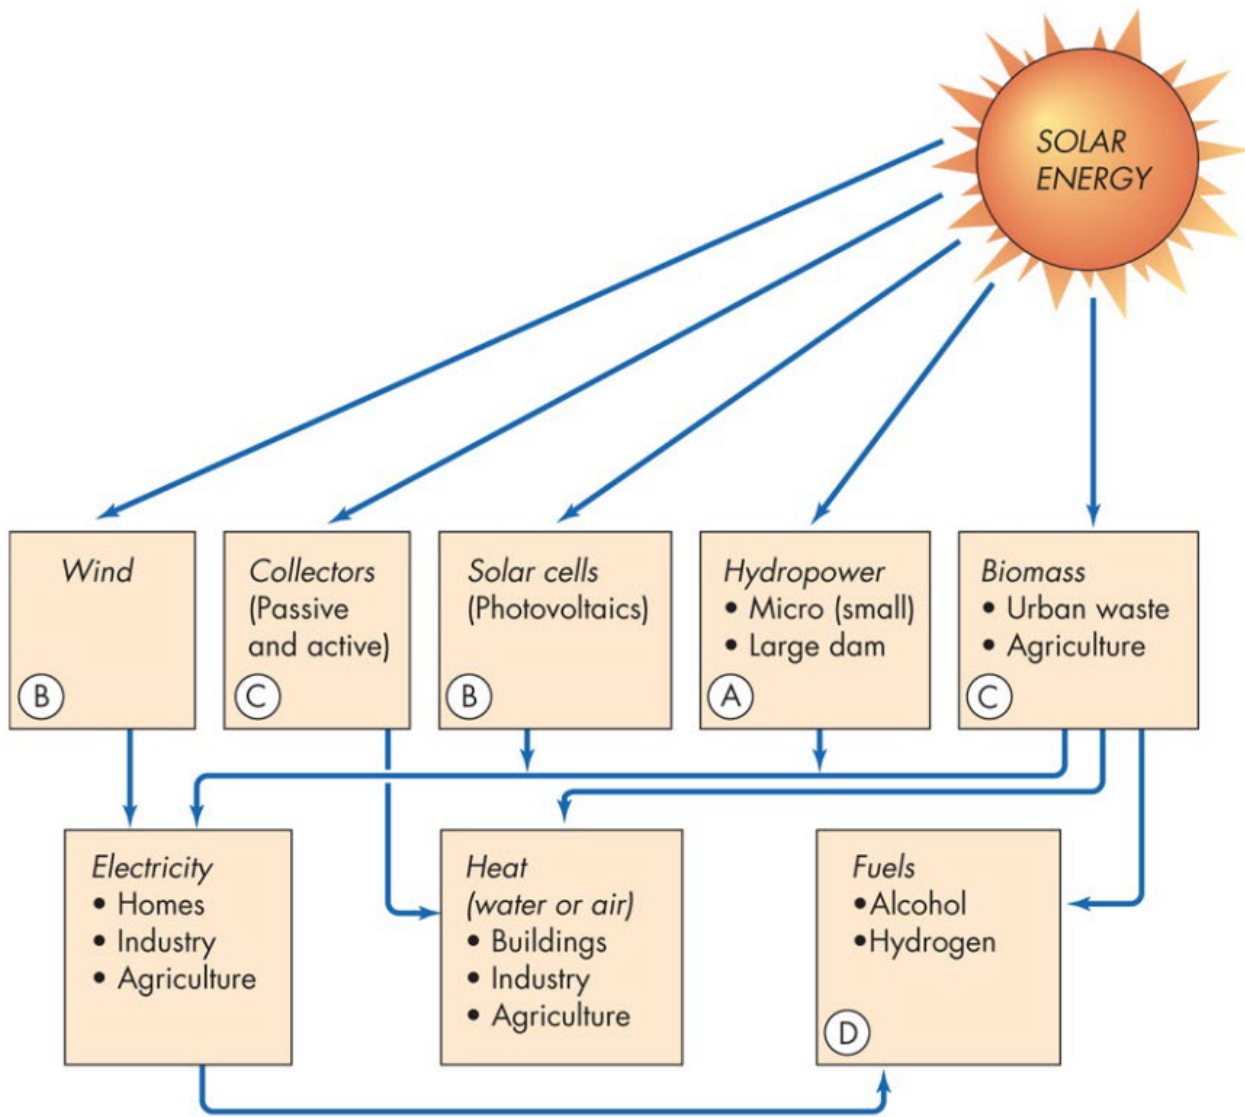 SOLAR
ENERGY
Wind
B
Collectors
(Passive
and active)
C
Solar cells
(Photovoltaics)
B
Hydropower
• Micro (small)
• Large dam
A
Biomass
• Urban waste
• Agriculture
C
Electricity
• Homes
• Industry
• Agriculture
Heat
(water or air)
• Buildings
• Industry
• Agriculture
Fuels
•Alcohol
•Hydrogen
D